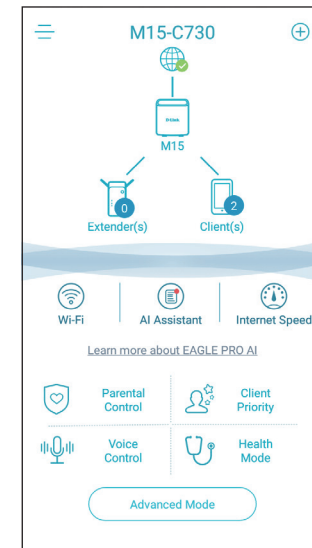 M15-C730
D-Link
M15
0
2
Extender(s)
Client(s)
Wi-Fi
AI Assistant
Internet Speed
Learn more about EAGLE PRO AI
Parental
Control
Client
Priority
Voice
Control
Health
Mode
Advanced Mode